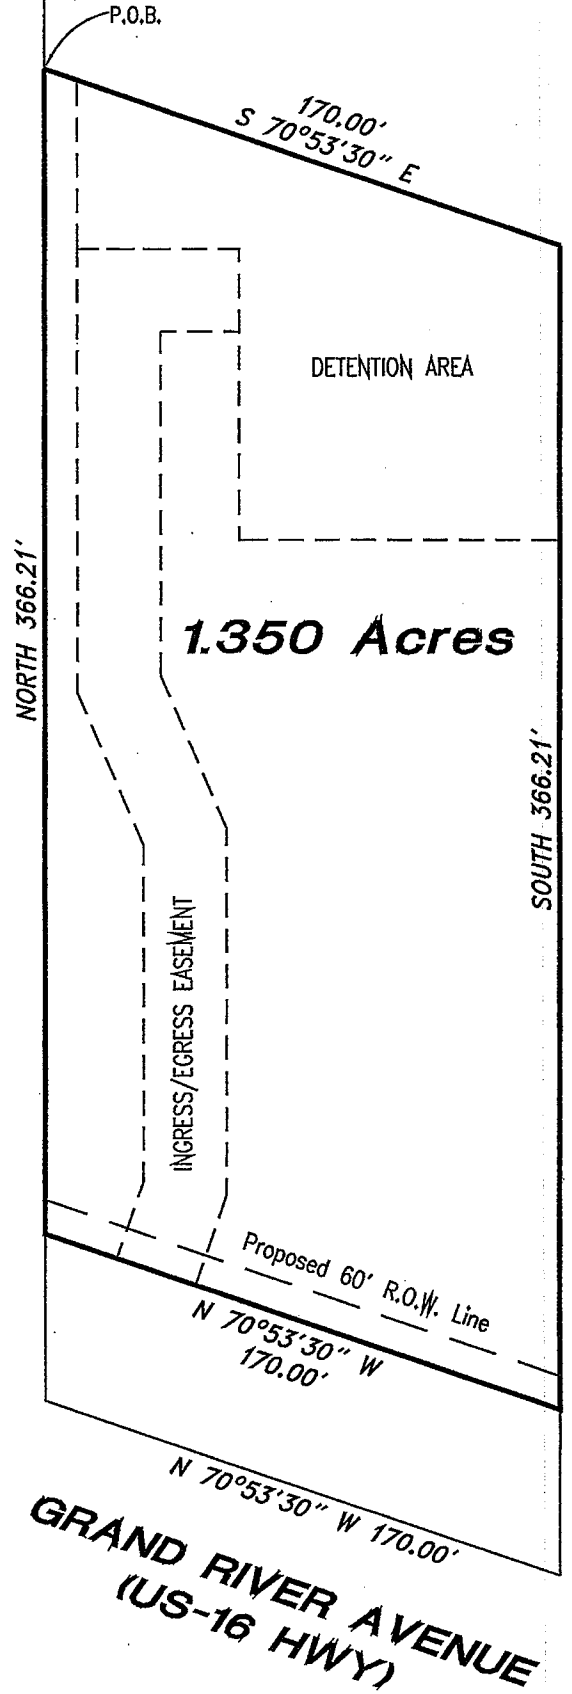 P.O.B.
170.00'
S 70°53'30" E
DETENTION AREA
NORTH 366.21'
1.350 Acres
SOUTH 366.21'
INGRESS/EGRESS EASEMENT
Proposed 60' R.O.W. Line
N 70°53'30" W
170.00'
N 70°53'30" W 170.00'
GRAND RIVER AVENUE
(US-16 HWY)